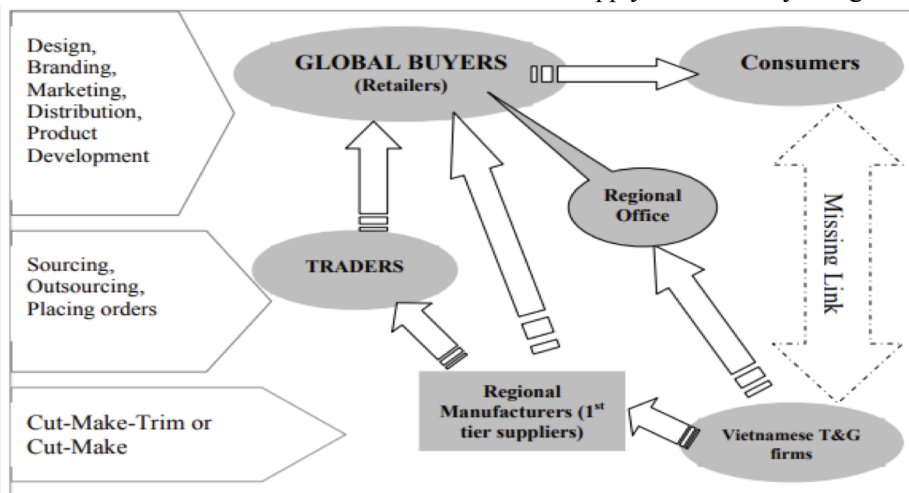 pply
Design,
Branding,
Marketing,
Distribution,
Product
Development
GLOBAL BUYERS
(Retailers)
Consumers
Regional
Office
Missing Link
Sourcing,
Outsourcing,
Placing orders
TRADERS
Cut-Make-Trim or
Cut-Make
Regional
Manufacturers (1st
tier suppliers)
Vietnamese T&G
firms